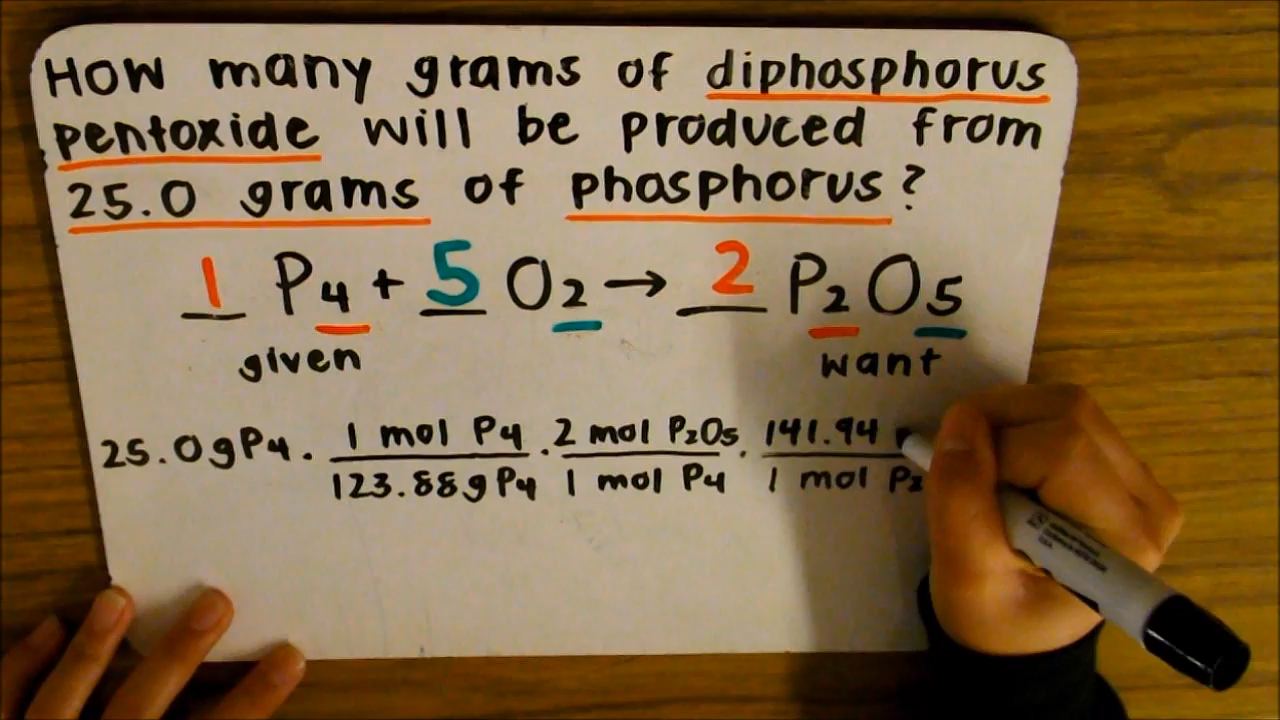 How many grams of diphosphorus
pentoxide will be produced from
25.0 grams of phosphorus?
1 P4 + 5 O2 → 2 P2O5
given want
25.0gP4 · 1 mol P4 · 2 mol P2O5 · 141.94
123.88gP4 1 mol P4 1 mol P2